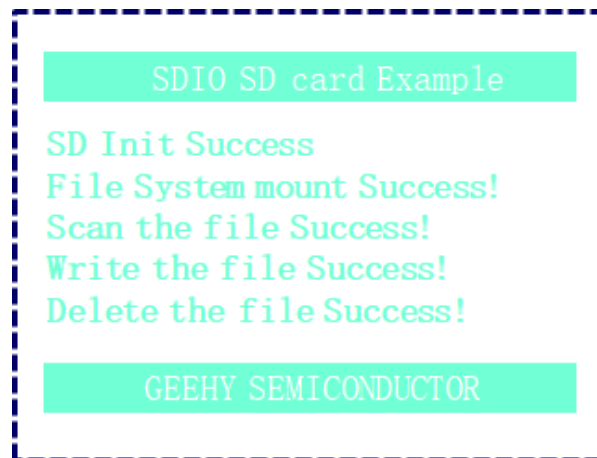 SDIO SD card Example
SD Init Success
File System mount Success!
Scan the file Success!
Write the file Success!
Delete the file Success!
GEEHY SEMICONDUCTOR